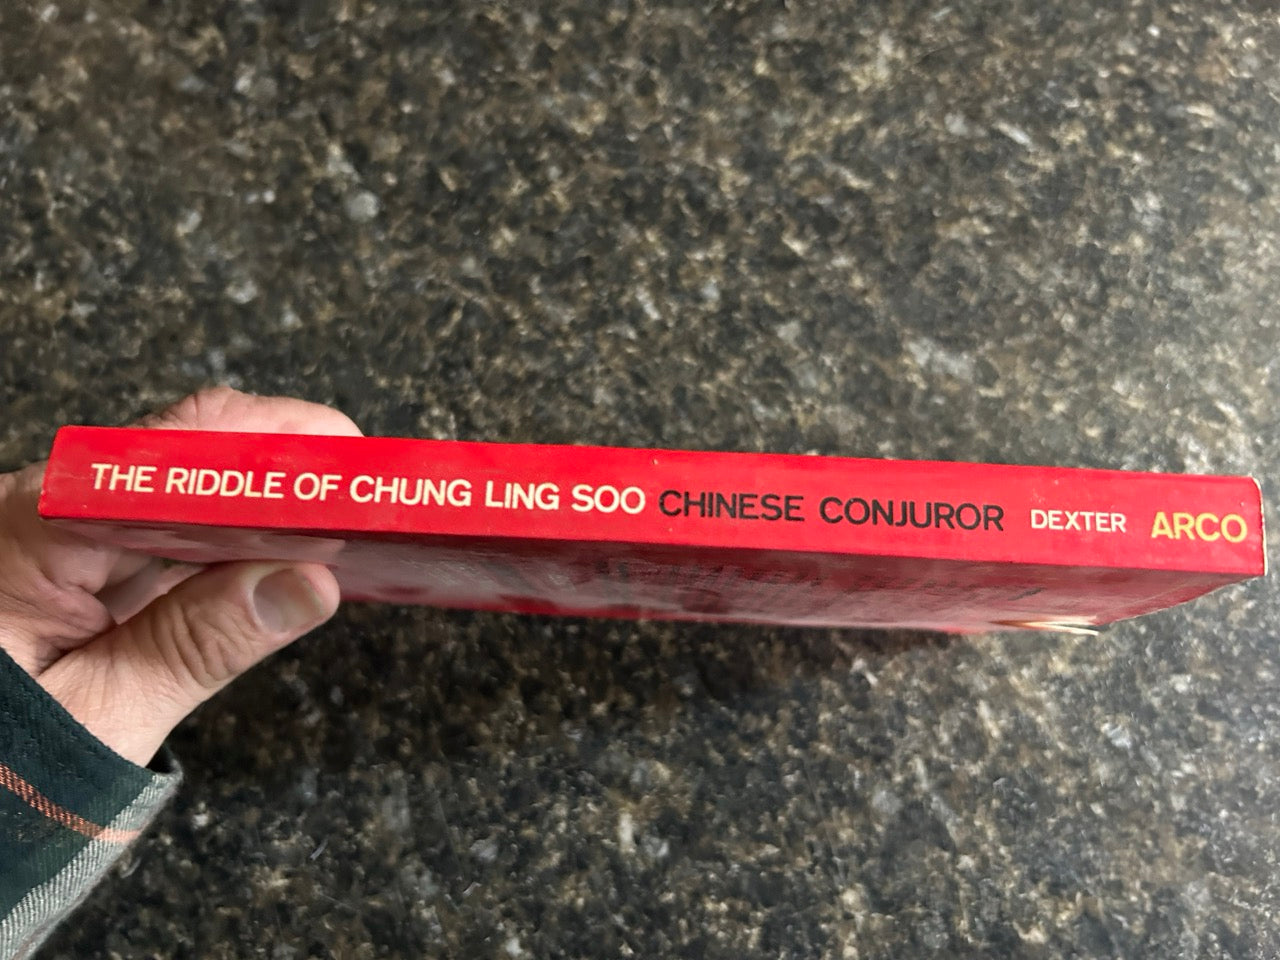 THE RIDDLE OF CHUNG LING SOO CHINESE CONJUROR DEXTER ARCO